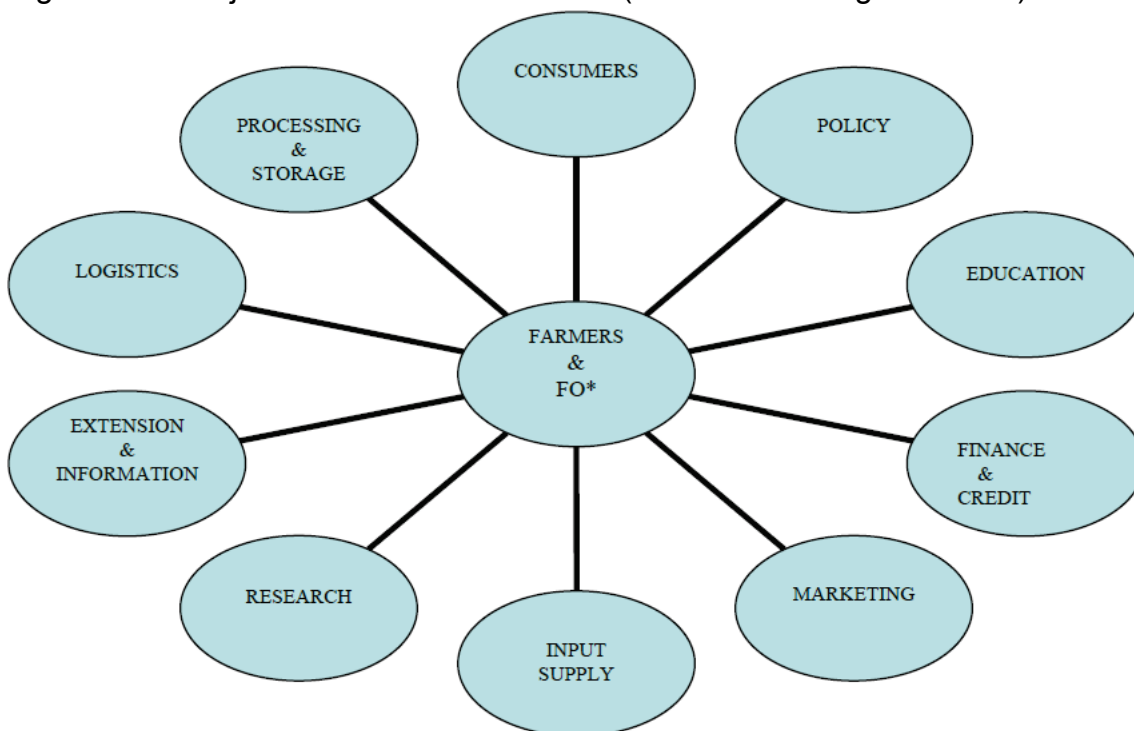 CONSUMERS
POLICY
PROCESSING
&
STORAGE
LOGISTICS
EDUCATION
FARMERS
&
FO*
EXTENSION
&
INFORMATION
FINANCE
&
CREDIT
RESEARCH
MARKETING
INPUT
SUPPLY